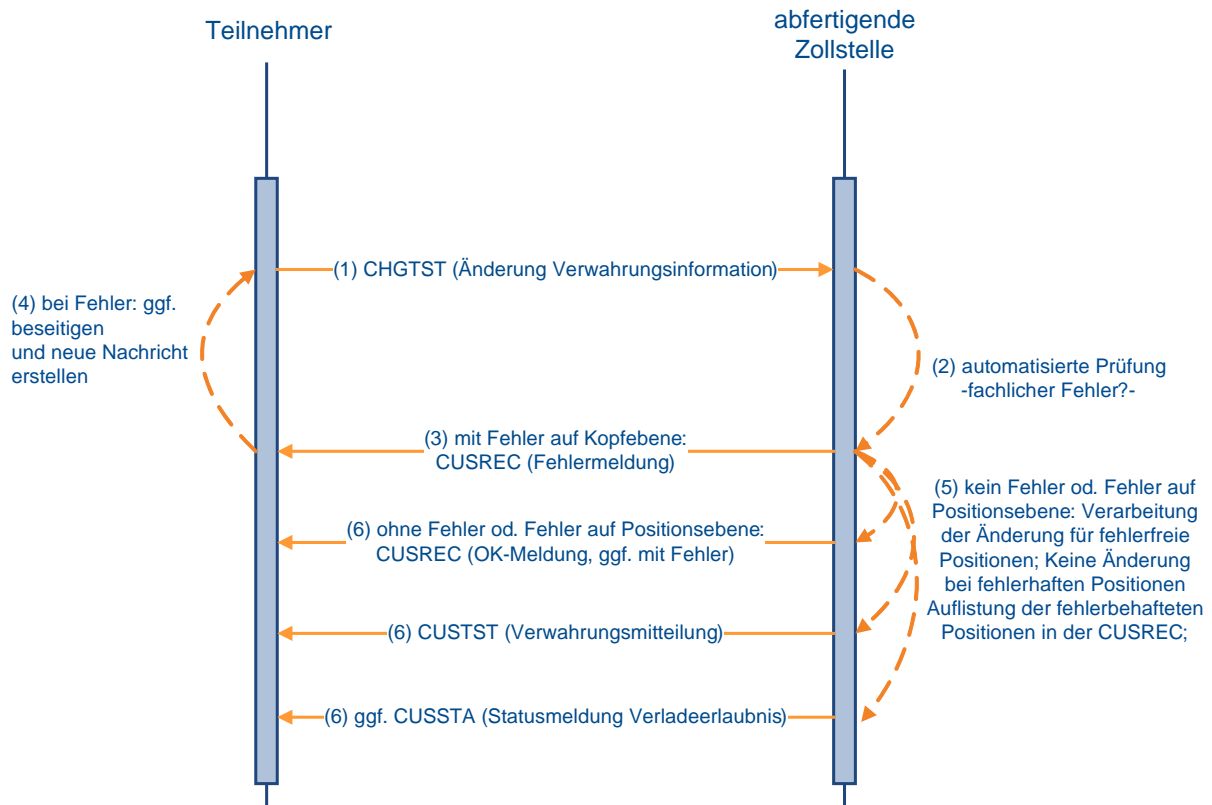 Teilnehmer
abfertigende
Zollstelle
(1) CHGTST (Änderung Verwahrungsinformation)
(4) bei Fehler: ggf.
beseitigen
und neue Nachricht
erstellen
(2) automatisierte Prüfung
-fachlicher Fehler?-
(3) mit Fehler auf Kopfebene:
CUSREC (Fehlermeldung)
(5) kein Fehler od. Fehler auf
Positionsebene: Verarbeitung
der Änderung für fehlerfreie
Positionen; Keine Änderung
bei fehlerhaften Positionen
Auflistung der fehlerbehafteten
Positionen in der CUSREC;
(6) ohne Fehler od. Fehler auf Positionsebene:
CUSREC (OK-Meldung, ggf. mit Fehler)
(6) CUSTST (Verwahrungsmitteilung)
(6) ggf. CUSSTA (Statusmeldung Verladeerlaubnis)